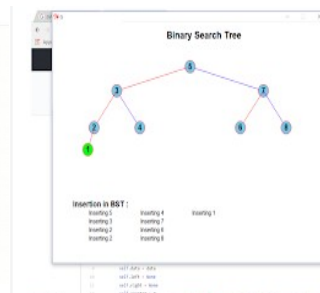 Binary Search Tree
5
3
7
2
4
6
8
1
Insertion in BST :
Inserting 5 Inserting 4 Inserting 1
Inserting 3 Inserting 7
Inserting 2 Inserting 6
Inserting 2 Inserting 8
self.data = data
self.left = None
self.right = None